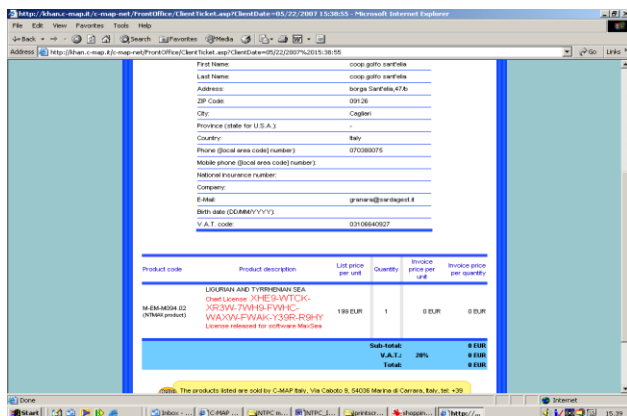 http://khan.c-map.it/c-map-net/FrontOffice/ClientTicket.asp?ClientDate=05/22/2007 15:38:55 - Microsoft Internet Explorer
File Edit View Favorites Tools Help
Back Search Favorites Media
Address http://khan.c-map.it/c-map-net/FrontOffice/ClientTicket.asp?ClientDate=05/22/2007%2015:38:55 Go Links
First Name: coop.golfo sant'elia
Last Name: coop.golfo sant'elia
Address: borgo Sant'elia,47/b
ZIP Code: 09126
City: Cagliari
Province (state for U.S.A.): -
Country: Italy
Phone ([local area code] number): 070380075
Mobile phone ([local area code] number):
National insurance number:
Company:
E-Mail: granara@sardegest.it
Birth date (DD/MM/YYYY):
V.A.T. code: 03106640927
Product code Product description List price per unit Quantity Invoice price per unit Invoice price per quantity
LIGURIAN AND TYRRHENIAN SEA
Chart License: XHE9-WTCK-
M-EM-M094.02 XR3W-7WH9-FWHC- 199 EUR 1 0 EUR 0 EUR
(NTMAX product) WAXW-FWAK-Y39R-R9HY
License released for software MaxSea
Sub-total: 0 EUR
V.A.T.: 20% 0 EUR
Total: 0 EUR
The products listed are sold by C-MAP Italy, Via Caboto 9, 54036 Marina di Carrara, Italy, tel: +39
Done Internet
Start Inbox - ... C-MAP ... NTPC m... NTPC_I... printscr... shoppin... http://... 15.39